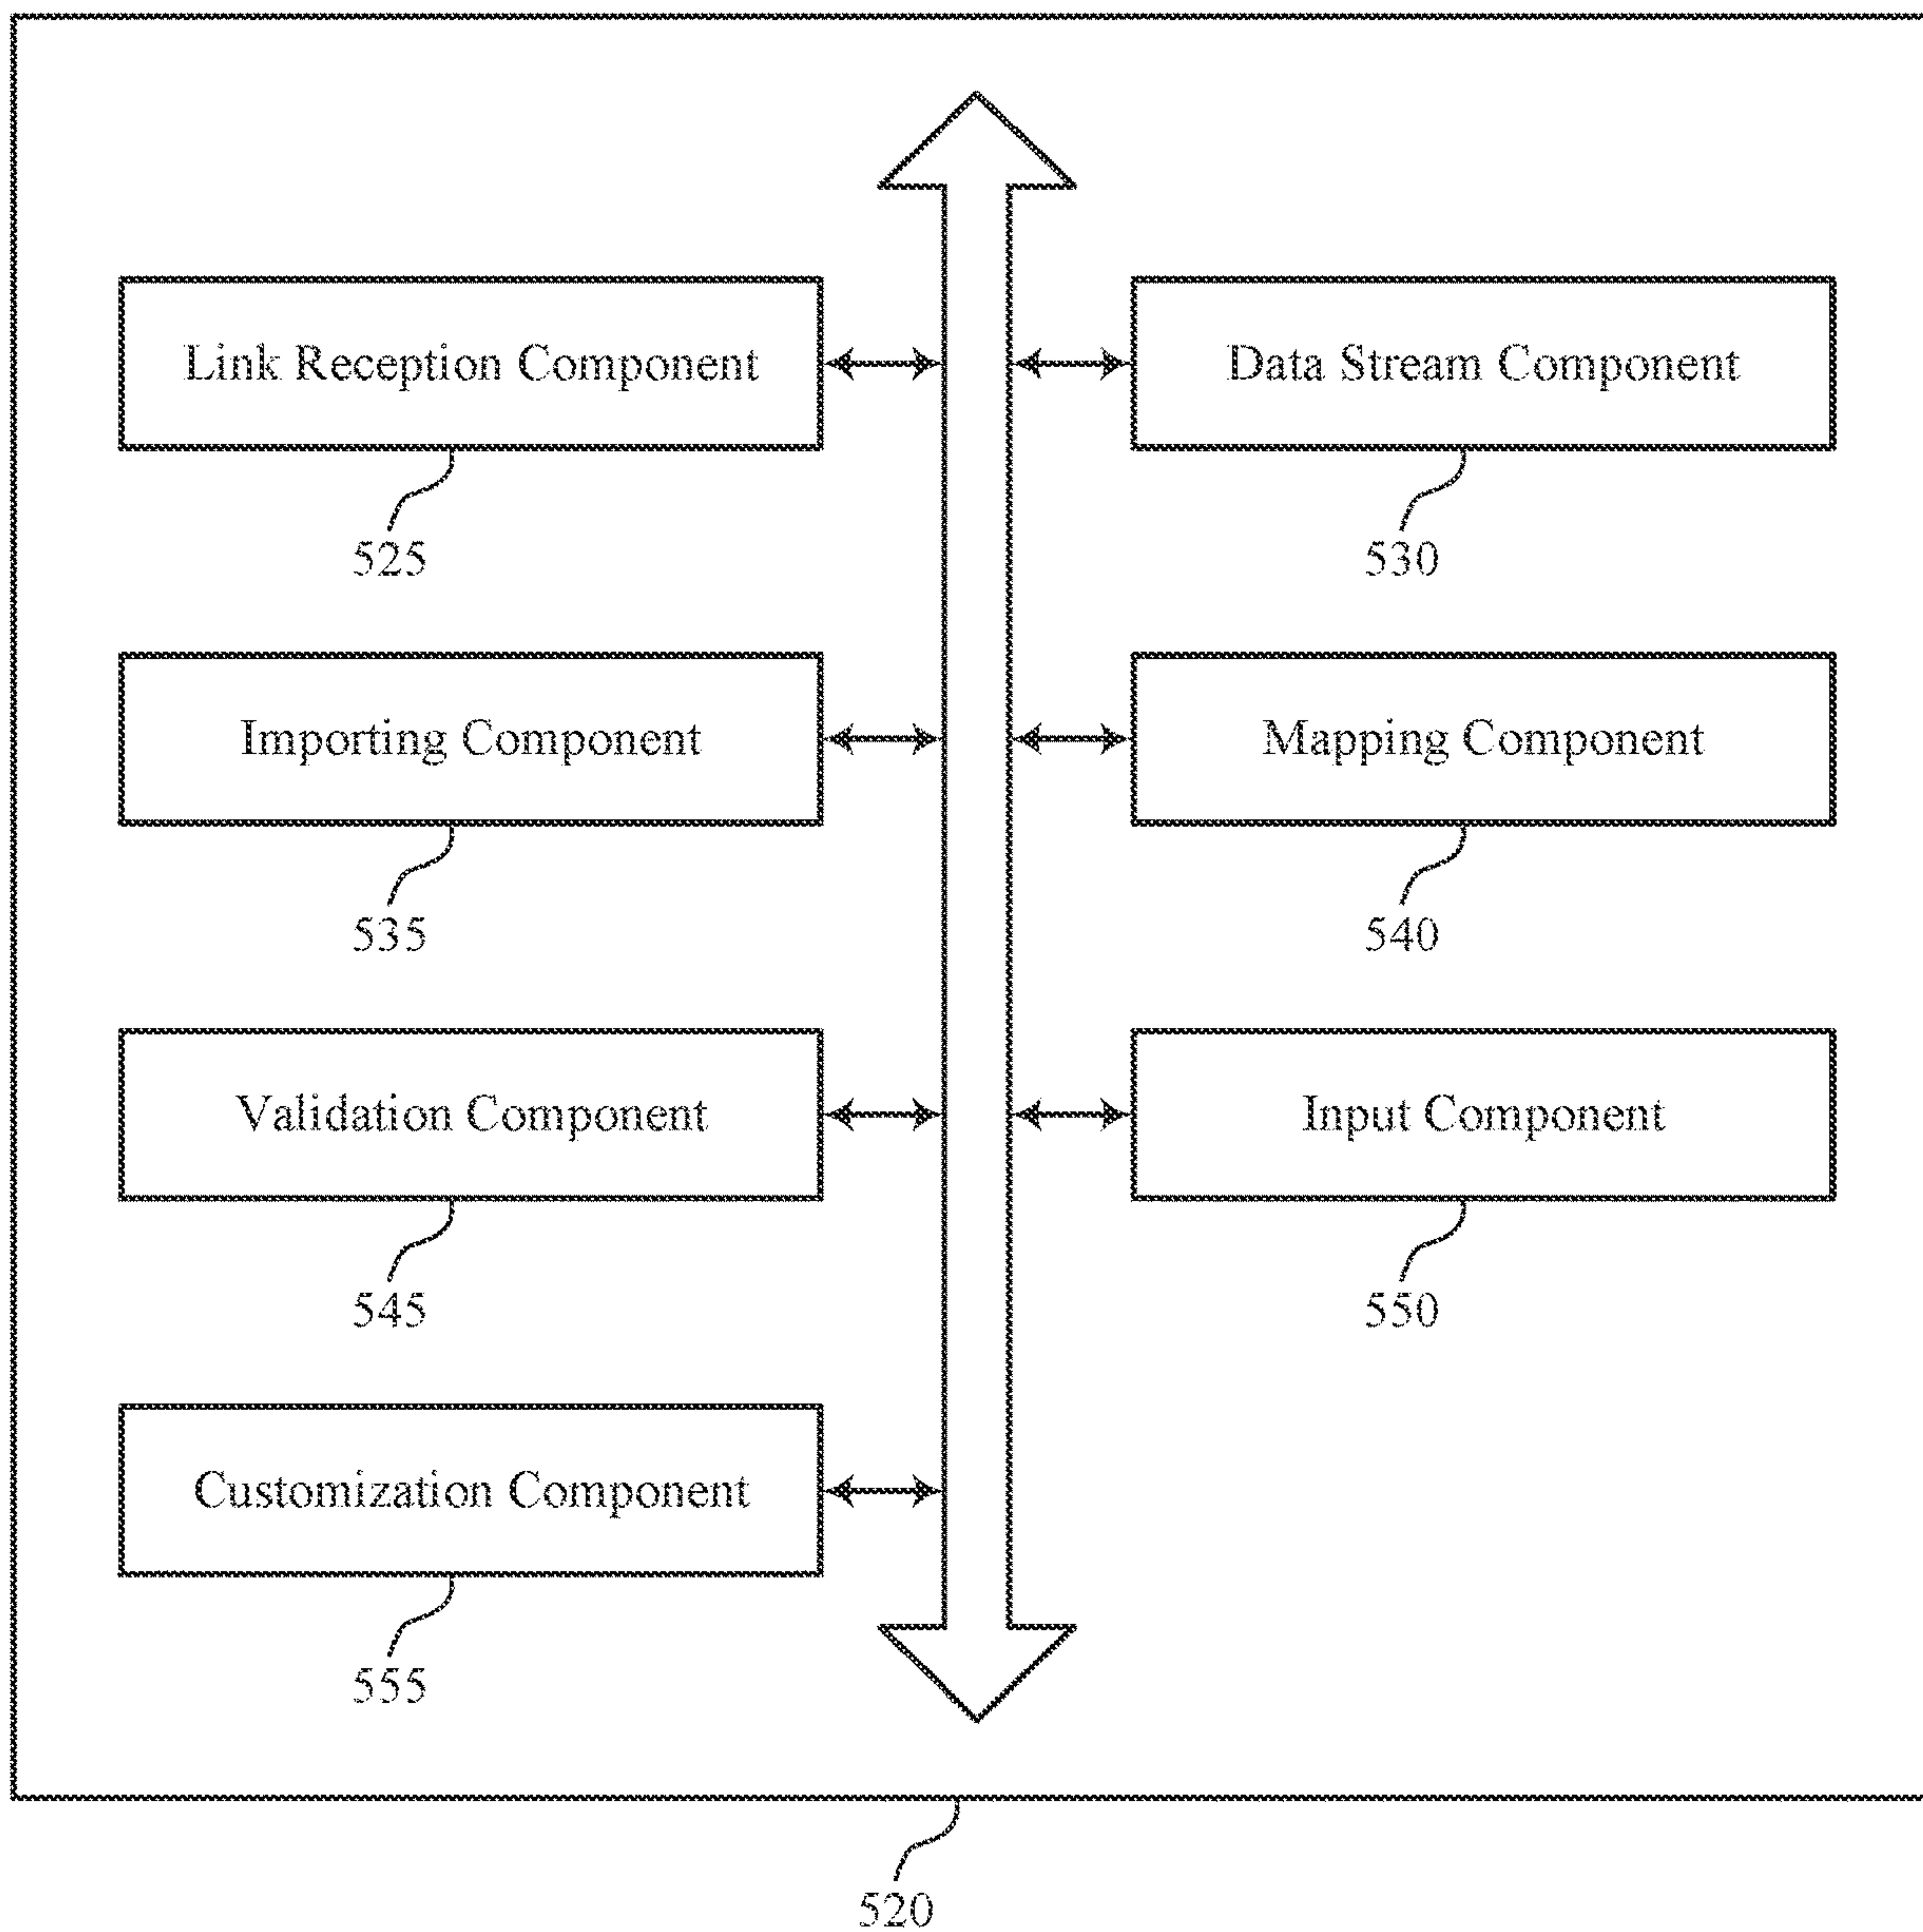 Link Reception Component
Data Stream Component
525
530
Importing Component
Mapping Component
535
540
Validation Component
Input Component
545
550
Customization Component
555
520